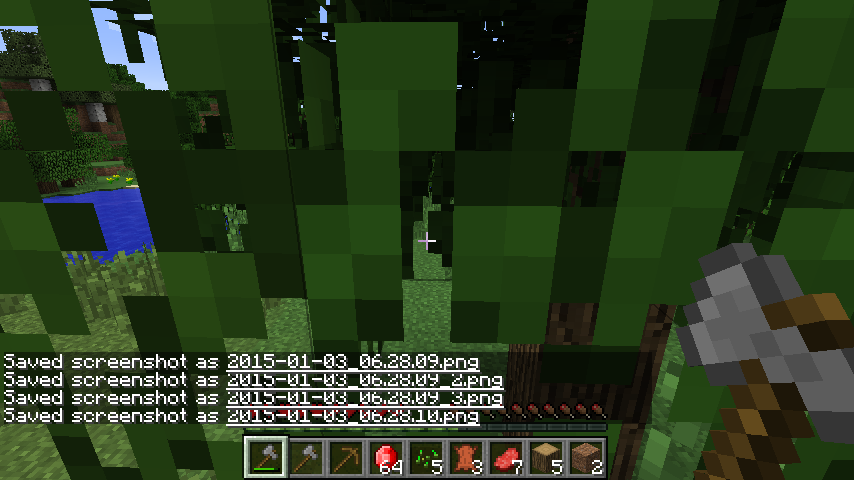 Saved screenshot as 2015-01-03_06.28.09.png
Saved screenshot as 2015-01-03_06.28.09_2.png
Saved screenshot as 2015-01-03_06.28.09_3.png
Saved screenshot as 2015-01-03_06.28.10.png
64 5 3 7 5 2